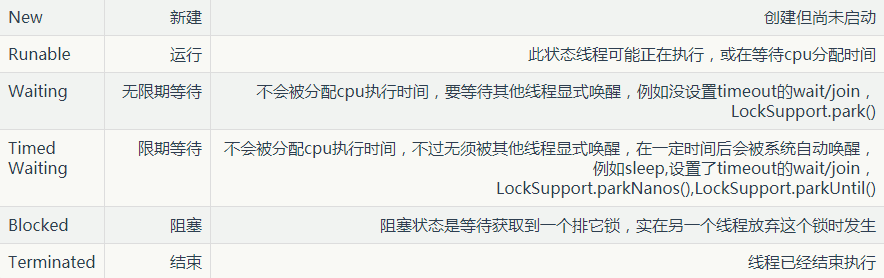 New 新建 创建但尚未启动
Runable 运行 此状态线程可能正在执行，或在等待cpu分配时间
Waiting 无限期等待 不会被分配cpu执行时间，要等待其他线程显式唤醒，例如没设置timeout的wait/join，
LockSupport.park()
Timed 限期等待 不会被分配cpu执行时间，不过无须被其他线程显式唤醒，在一定时间后会被系统自动唤醒，
Waiting 例如sleep,设置了timeout的wait/join，
LockSupport.parkNanos(),LockSupport.parkUntil()
Blocked 阻塞 阻塞状态是等待获取到一个排它锁，实在另一个线程放弃这个锁时发生
Terminated 结束 线程已经结束执行